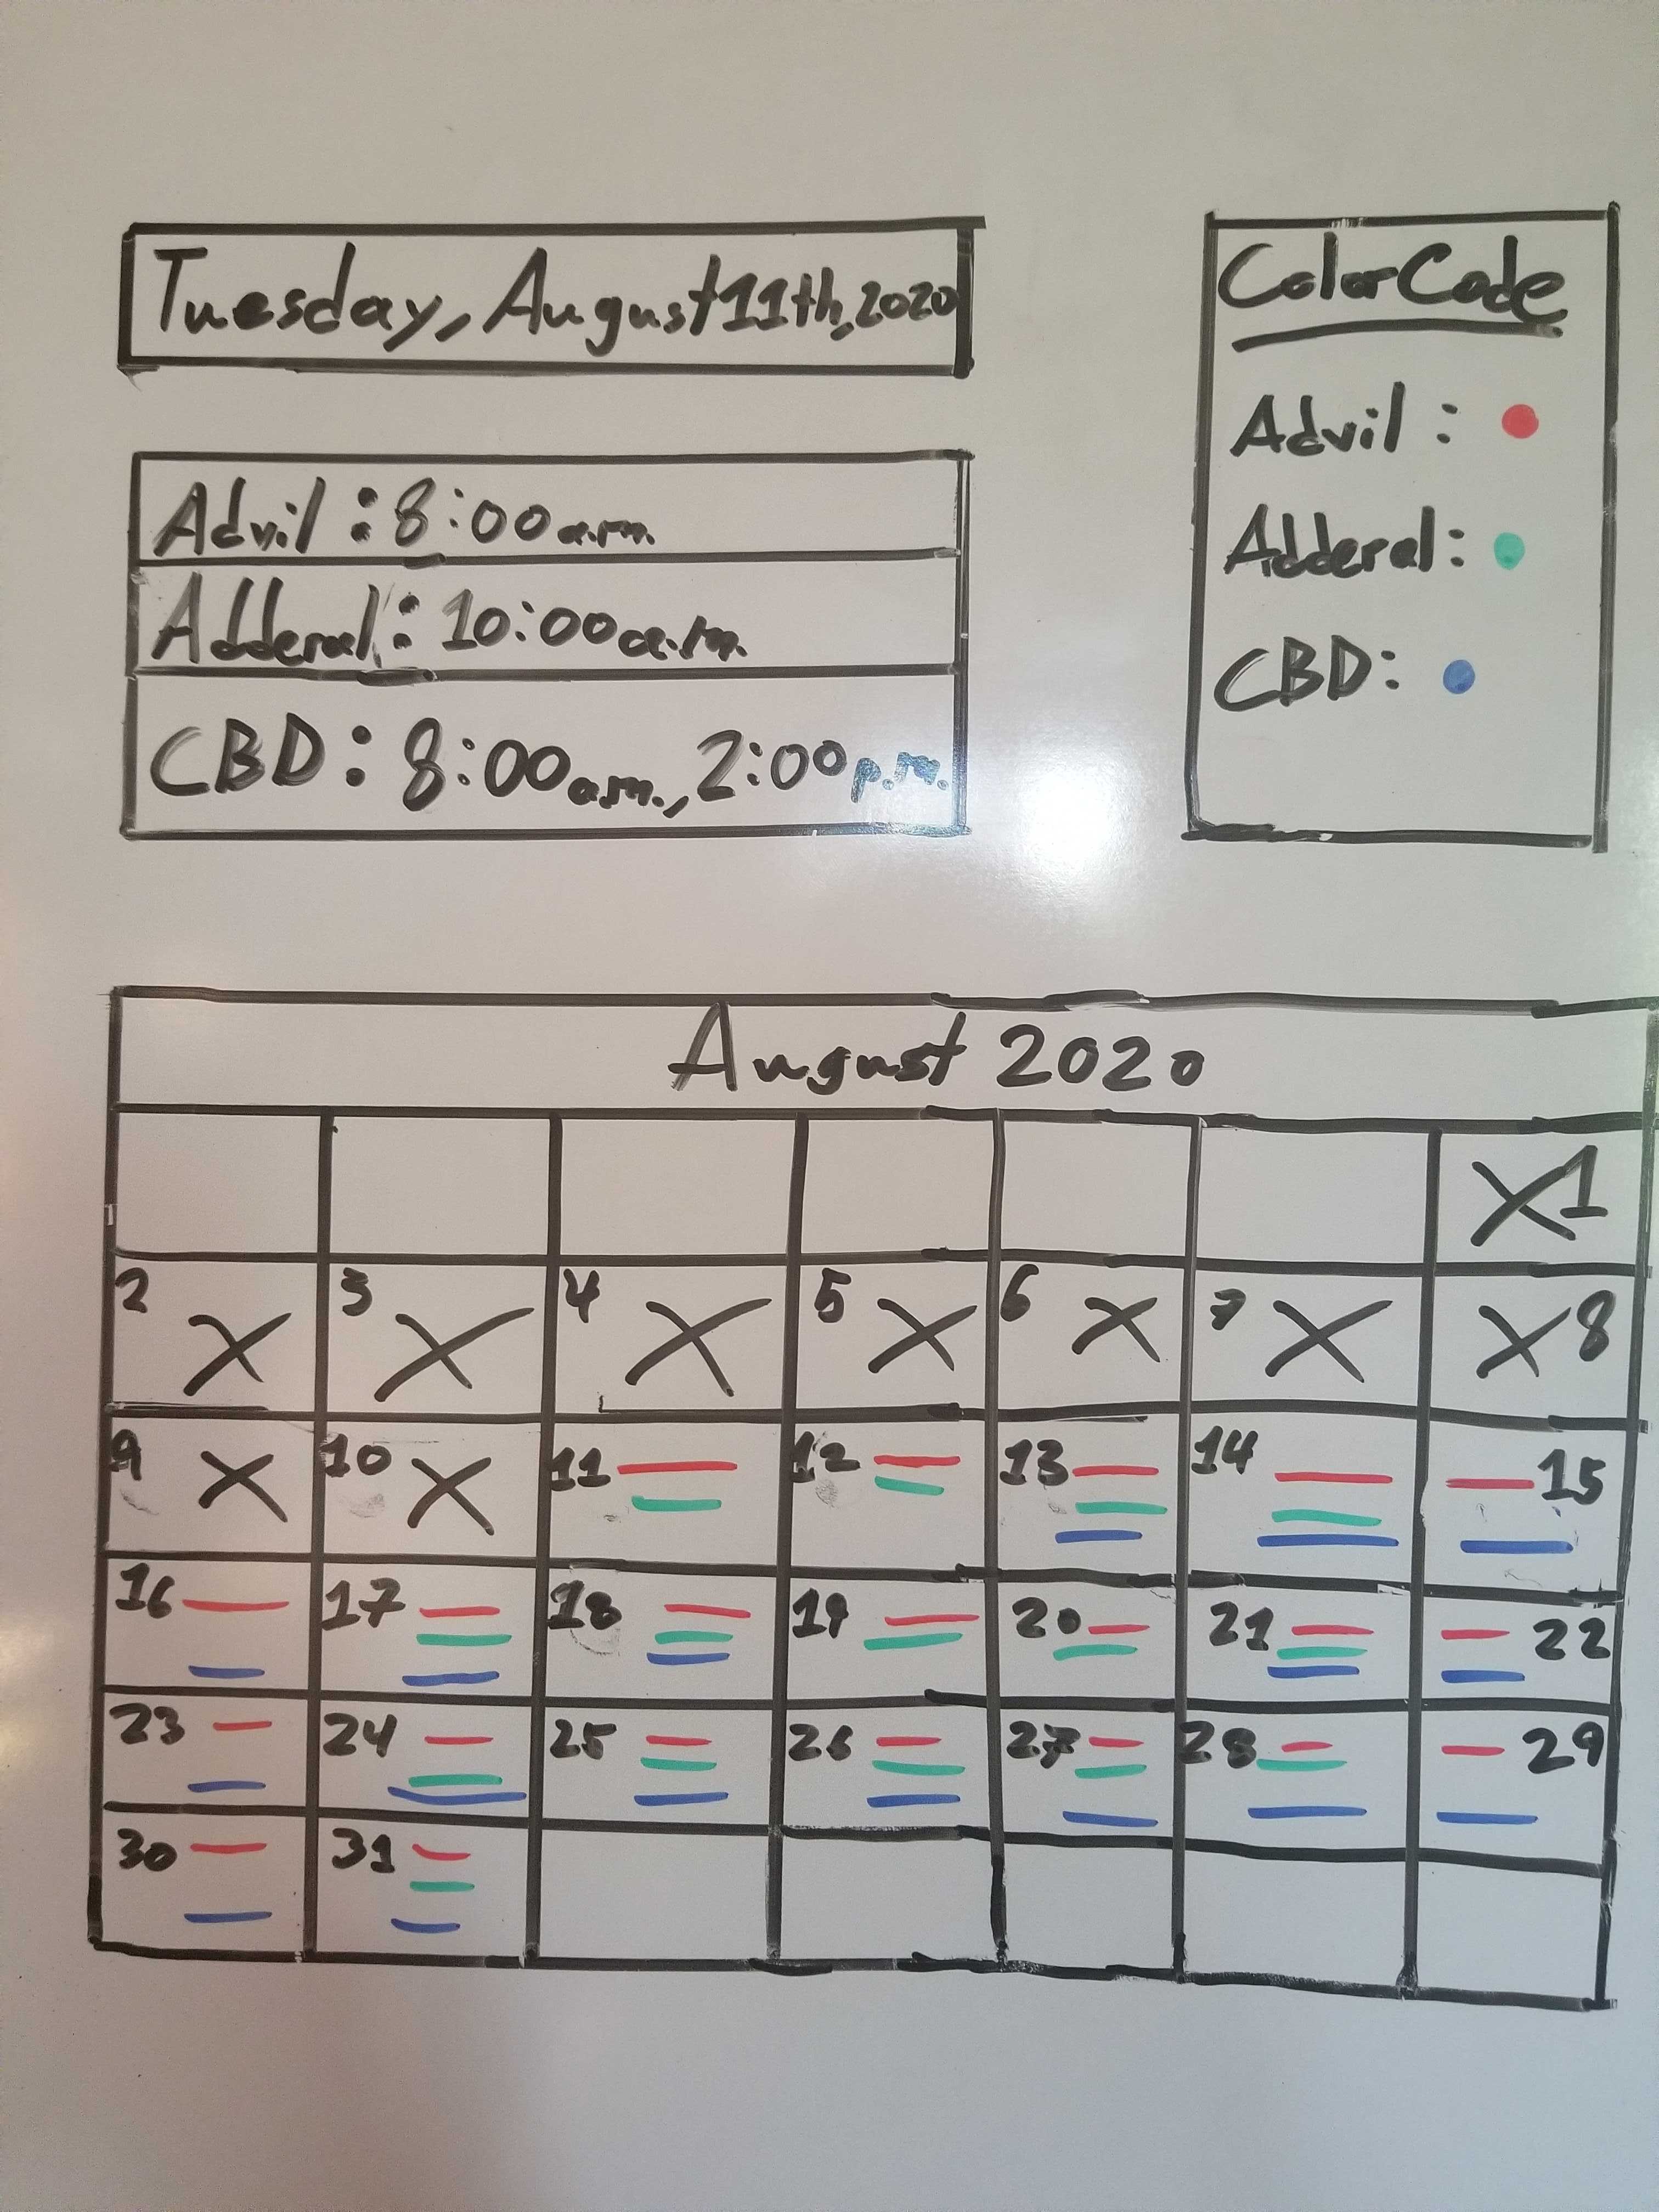 Tuesday, August 11th, 2020
Advil: 8:00 a.m.
Adderal: 10:00 a.m.
CBD: 8:00 a.m., 2:00 p.m.
Color Code
Advil:
Adderal:
CBD:
August 2020
X 1
2 X 3 X 4 X 5 X 6 X 7 X X 8
9 X 10 X 11 12 13 14 15
16 17 18 19 20 21 22
23 24 25 26 27 28 29
30 31